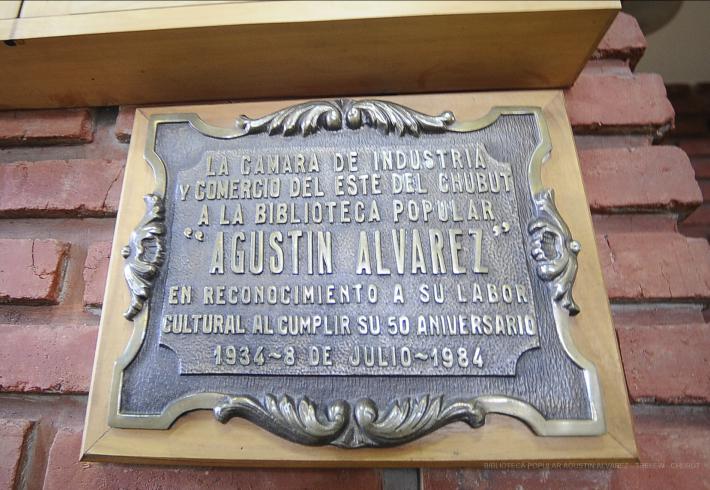 LA CAMARA DE INDUSTRIA
Y COMERCIO DEL ESTE DEL CHUBUT
A LA BIBLIOTECA POPULAR
"AGUSTIN ALVAREZ"
EN RECONOCIMIENTO A SU LABOR
CULTURAL AL CUMPLIR SU 50 ANIVERSARIO
1934~8 DE JULIO~1984
BIBLIOTECA POPULAR AGUSTIN ALVAREZ - TRELEW - CHUBUT